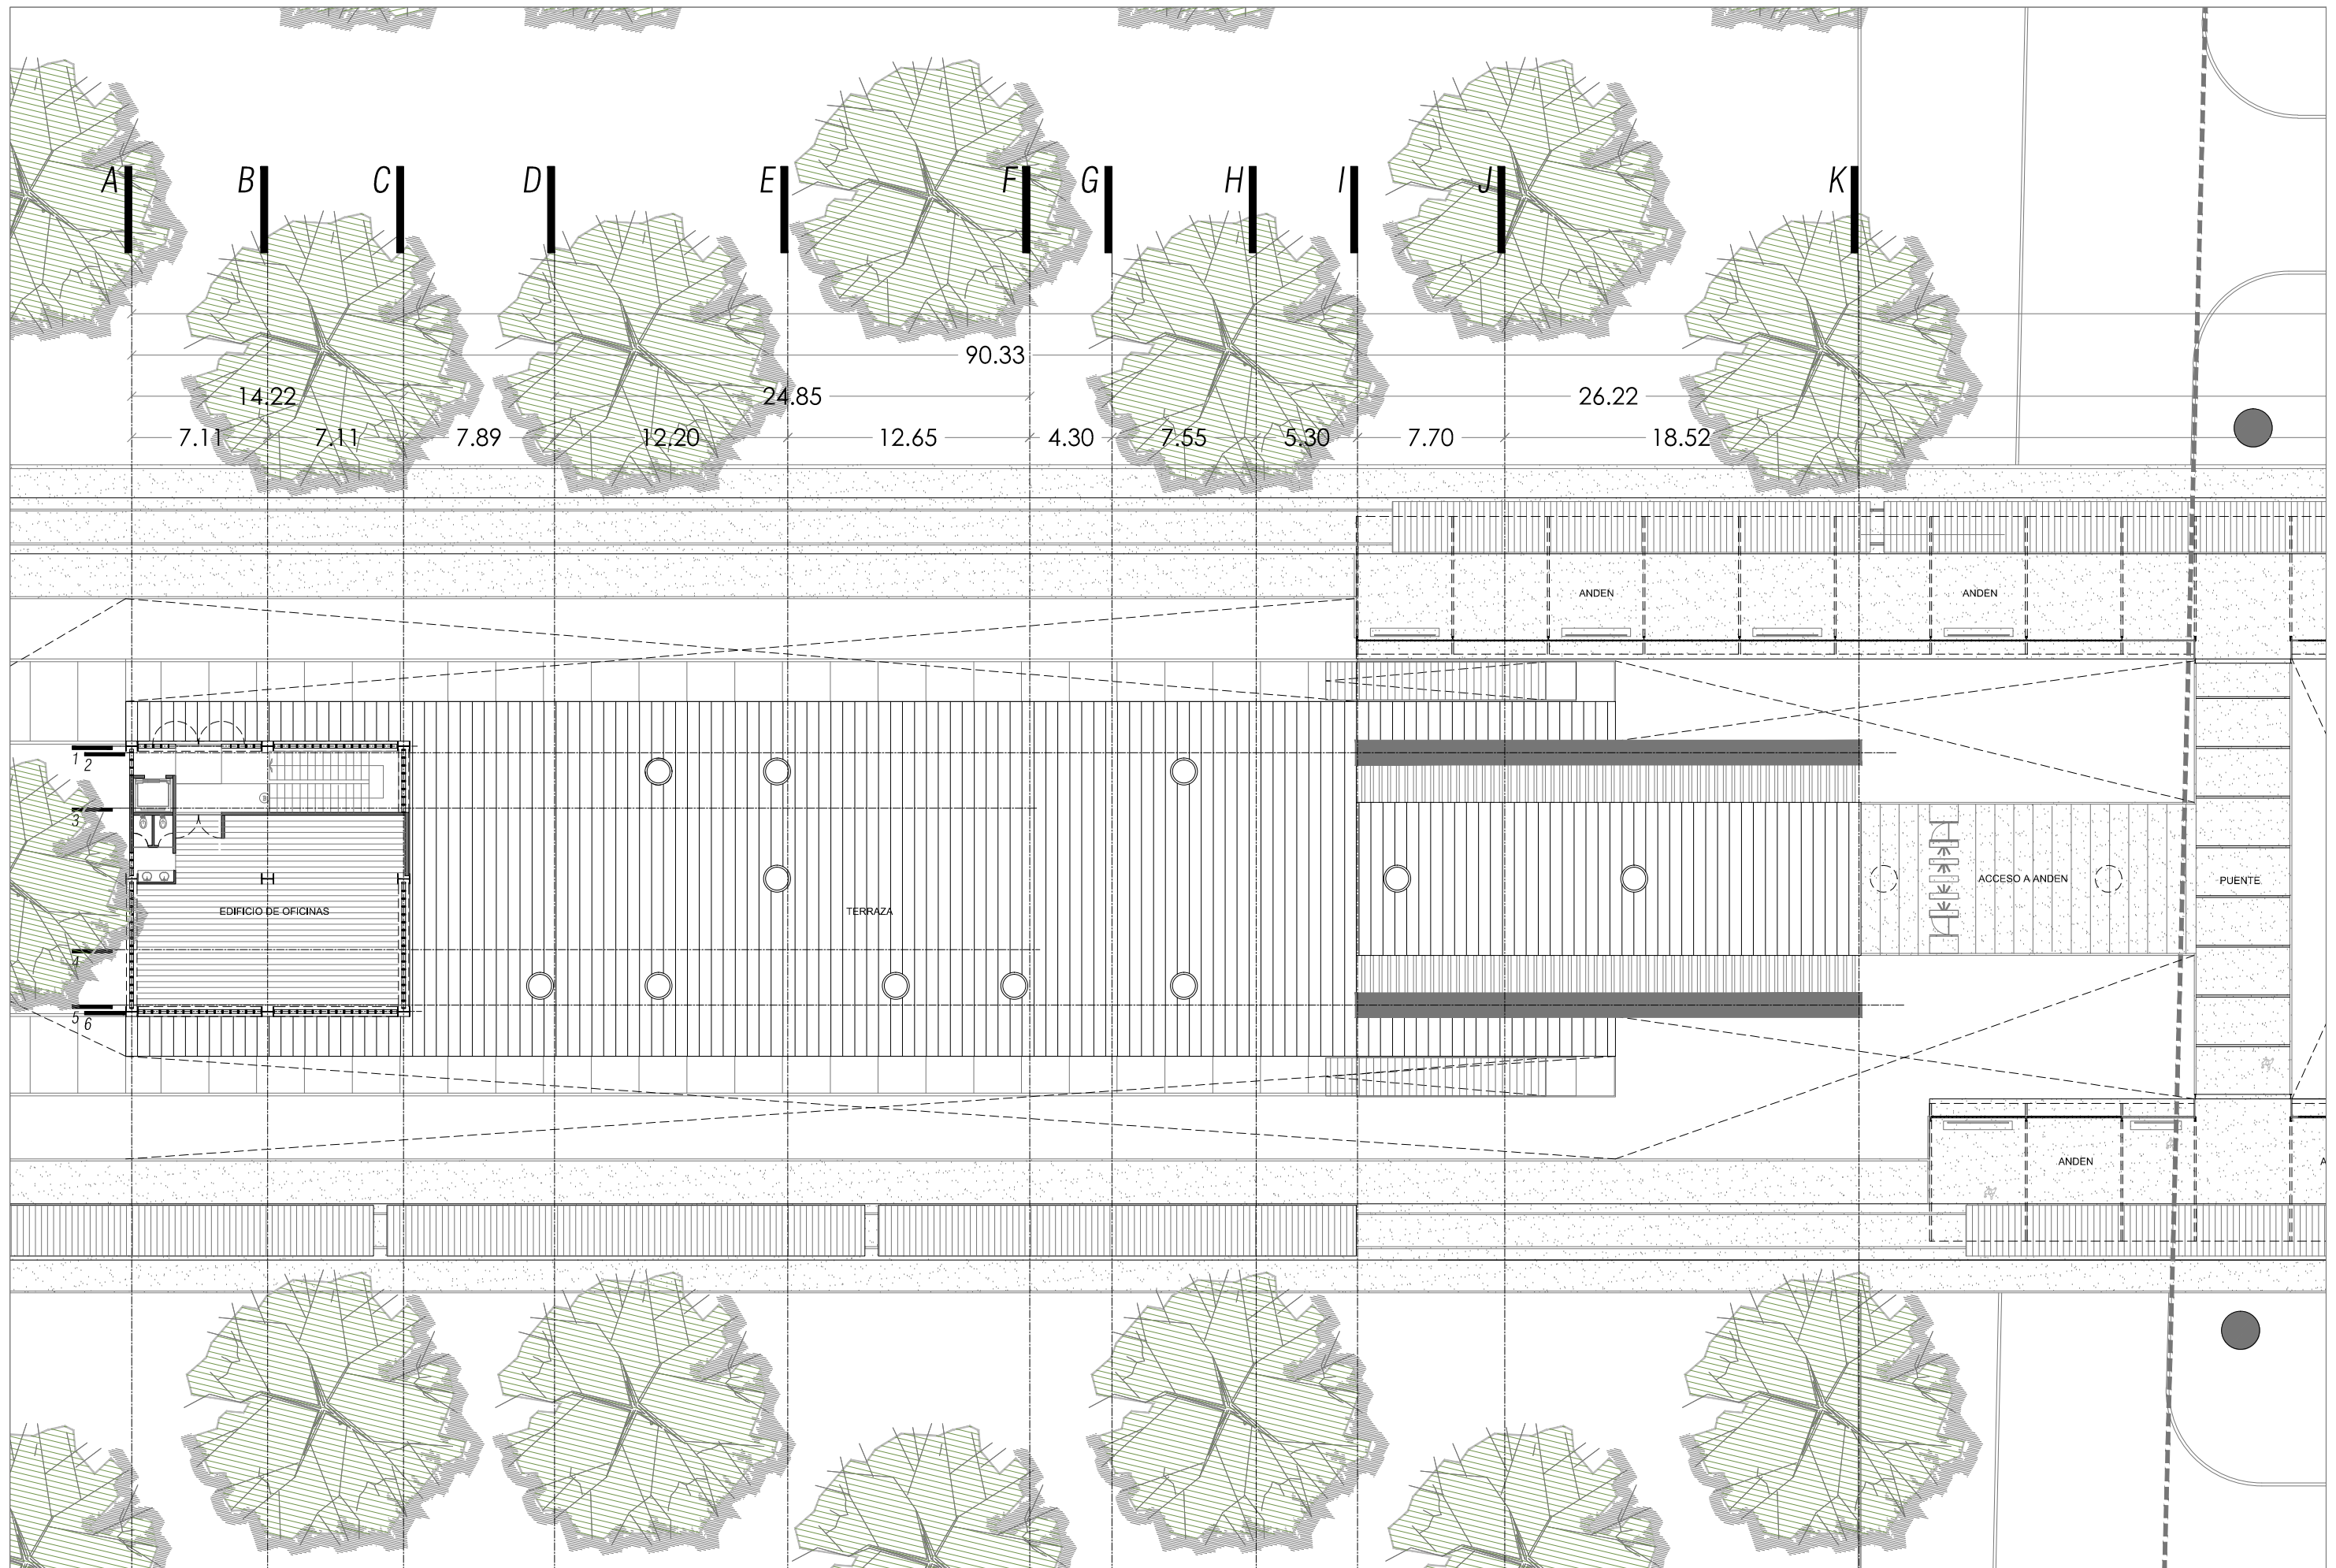 A B C D E F G H I J K
90.33
14.22 24.85 26.22
7.11 7.11 7.89 12.20 12.65 4.30 7.55 5.30 7.70 18.52
ANDEN ANDEN
1
2
3
ACCESO A ANDEN
PUENTE
EDIFICIO DE OFICINAS
TERRAZA
4
5
6
ANDEN
A